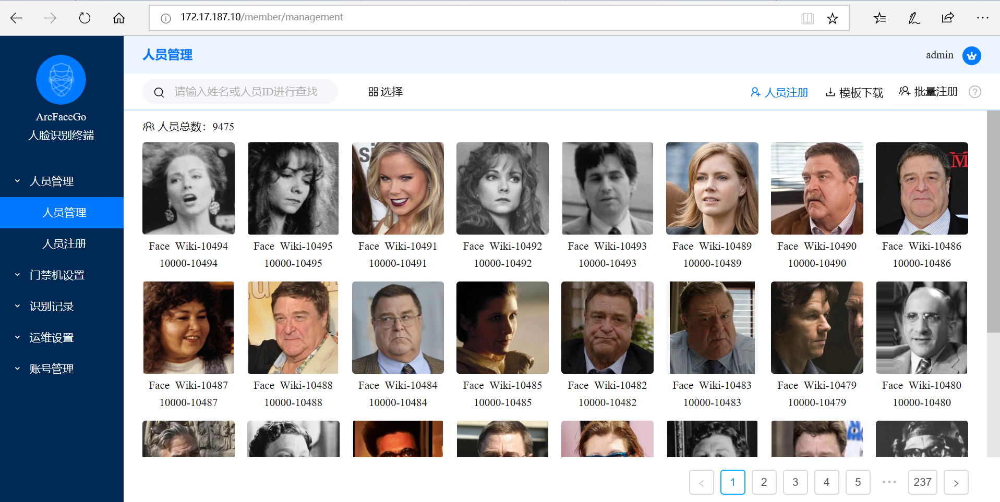 172.17.187.10/member/management
ArcFaceGo
人脸识别终端
人员管理
人员管理
人员注册
门禁机设置
识别记录
运维设置
账号管理
人员管理
admin
请输入姓名或人员ID进行查找
选择
人员注册
模板下载
批量注册
?
人员总数：9475
si
M
Face Wiki-10494
Face Wiki-10495
Face Wiki-10491
Face Wiki-10492
Face Wiki-10493
Face Wiki-10489
Face Wiki-10490
Face Wiki-10486
10000-10494
10000-10495
10000-10491
10000-10492
10000-10493
10000-10489
10000-10490
10000-10486
Face Wiki-10487
Face Wiki-10488
Face Wiki-10484
Face Wiki-10485
Face Wiki-10482
Face Wiki-10483
Face Wiki-10479
Face Wiki-10480
10000-10487
10000-10488
10000-10484
10000-10485
10000-10482
10000-10483
10000-10479
10000-10480
< 1 2 3 4 5 ••• 237 >